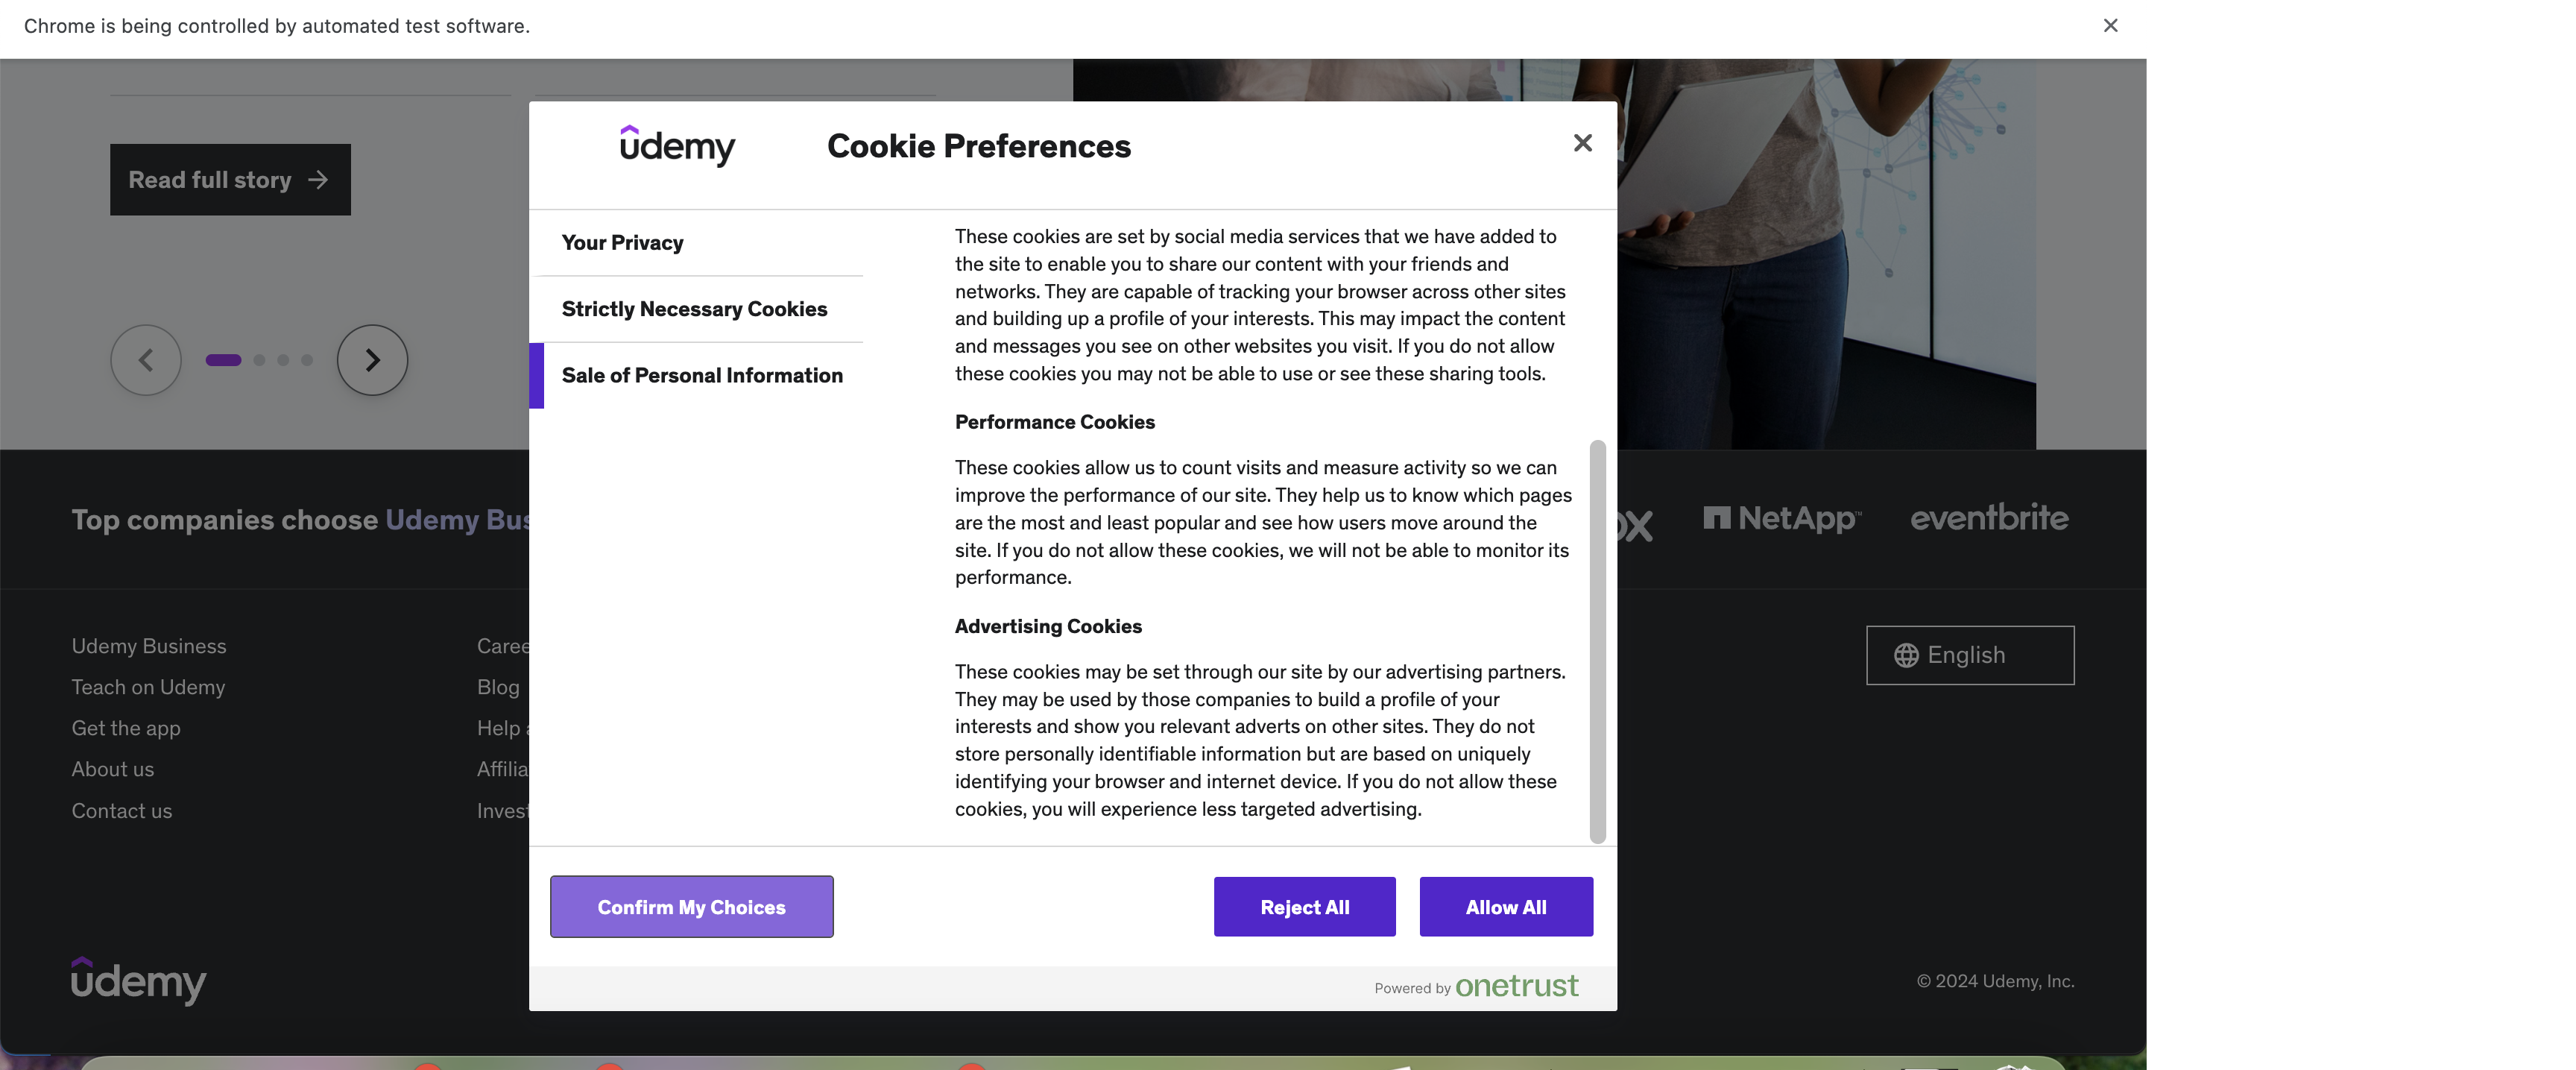 Chrome is being controlled by automated test software.
Read full story
udemy
Cookie Preferences
Your Privacy
Strictly Necessary Cookies
Sale of Personal Information
These cookies are set by social media services that we have added to
the site to enable you to share our content with your friends and
networks. They are capable of tracking your browser across other sites
and building up a profile of your interests. This may impact the content
and messages you see on other websites you visit. If you do not allow
these cookies you may not be able to use or see these sharing tools.
Performance Cookies
These cookies allow us to count visits and measure activity so we can
improve the performance of our site. They help us to know which pages
are the most and least popular and see how users move around the
site. If you do not allow these cookies, we will not be able to monitor its
performance.
Advertising Cookies
These cookies may be set through our site by our advertising partners.
They may be used by those companies to build a profile of your
interests and show you relevant adverts on other sites. They do not
store personally identifiable information but are based on uniquely
identifying your browser and internet device. If you do not allow these
cookies, you will experience less targeted advertising.
Confirm My Choices
Reject All
Allow All
Powered by onetrust
Top companies choose Udemy Bus
ox
NetApp™
eventbrite
Udemy Business
Teach on Udemy
Get the app
About us
Contact us
Caree
Blog
Help a
Affilia
Invest
English
udemy
© 2024 Udemy, Inc.